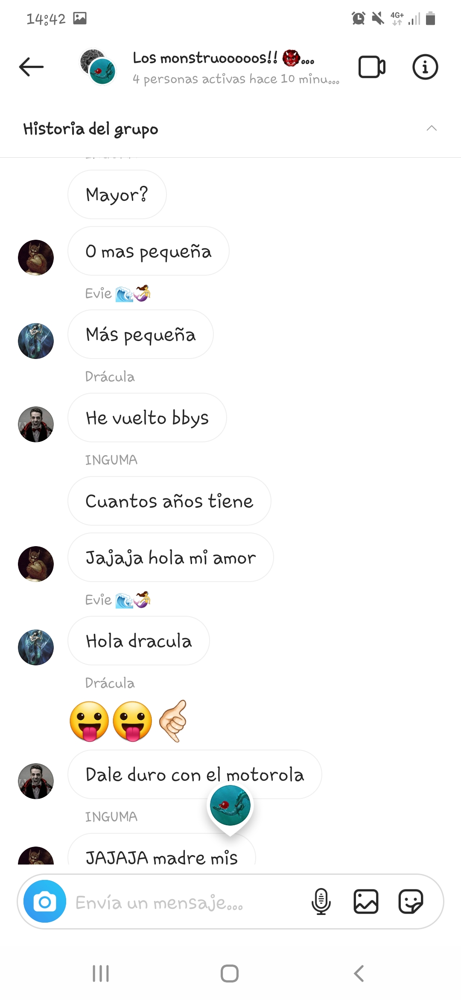 14:42
4G+
Los monstruooooos!! 👹...
4 personas activas hace 10 minu...
Historia del grupo
Mayor?
O mas pequeña
Evie 🌊🧜‍♀️
Más pequeña
Drácula
He vuelto bbys
INGUMA
Cuantos años tiene
Jajaja hola mi amor
Evie 🌊🧜‍♀️
Hola dracula
Drácula
😛😛🤙🏻
Dale duro con el motorola
INGUMA
JAJAJA madre mis
Envía un mensaje...